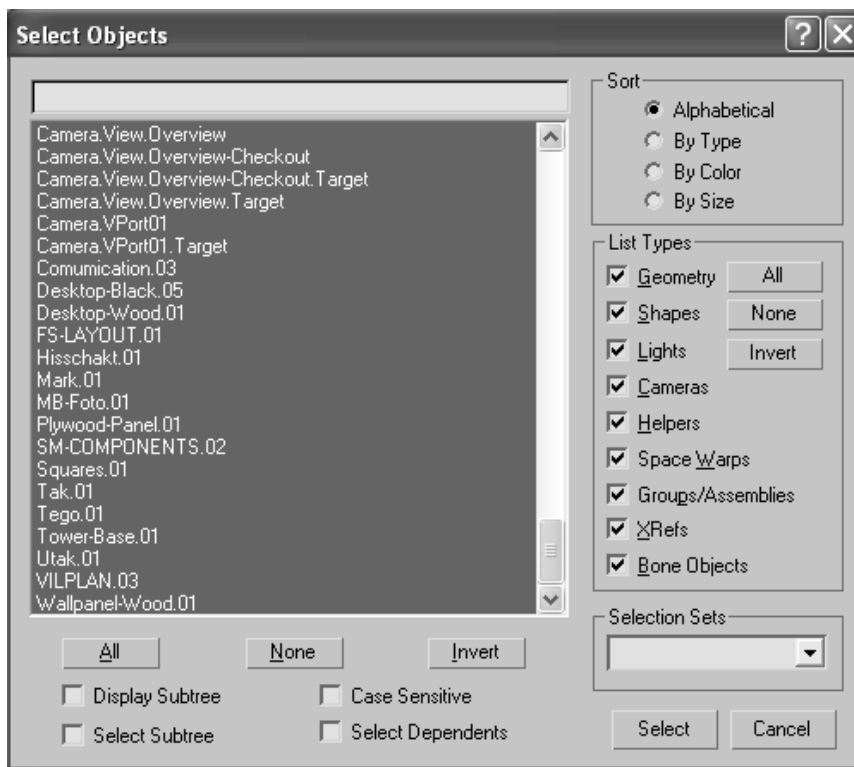 Select Objects
Camera.View.Overview
Camera.View.Overview-Checkout
Camera.View.Overview-Checkout.Target
Camera.View.Overview.Target
Camera.VPort01
Camera.VPort01.Target
Comumication.03
Desktop-Black.05
Desktop-Wood.01
FS-LAYOUT.01
Hisschakt.01
Mark.01
MB-Foto.01
Plywood-Panel.01
SM-COMPONENTS.02
Squares.01
Tak.01
Tego.01
Tower-Base.01
Utak.01
VILPLAN.03
Wallpanel-Wood.01
All None Invert
Display Subtree Case Sensitive
Select Subtree Select Dependents
Sort
Alphabetical
By Type
By Color
By Size
List Types
Geometry All
Shapes None
Lights Invert
Cameras
Helpers
Space Warps
Groups/Assemblies
XRefs
Bone Objects
Selection Sets
Select Cancel